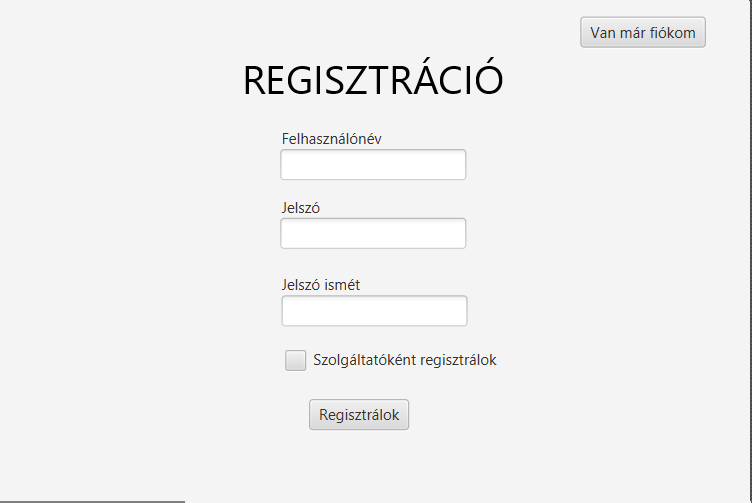 Van már fiókom
REGISZTRÁCIÓ
Felhasználónév
Jelszó
Jelszó ismét
Szolgáltatóként regisztrálok
Regisztrálok